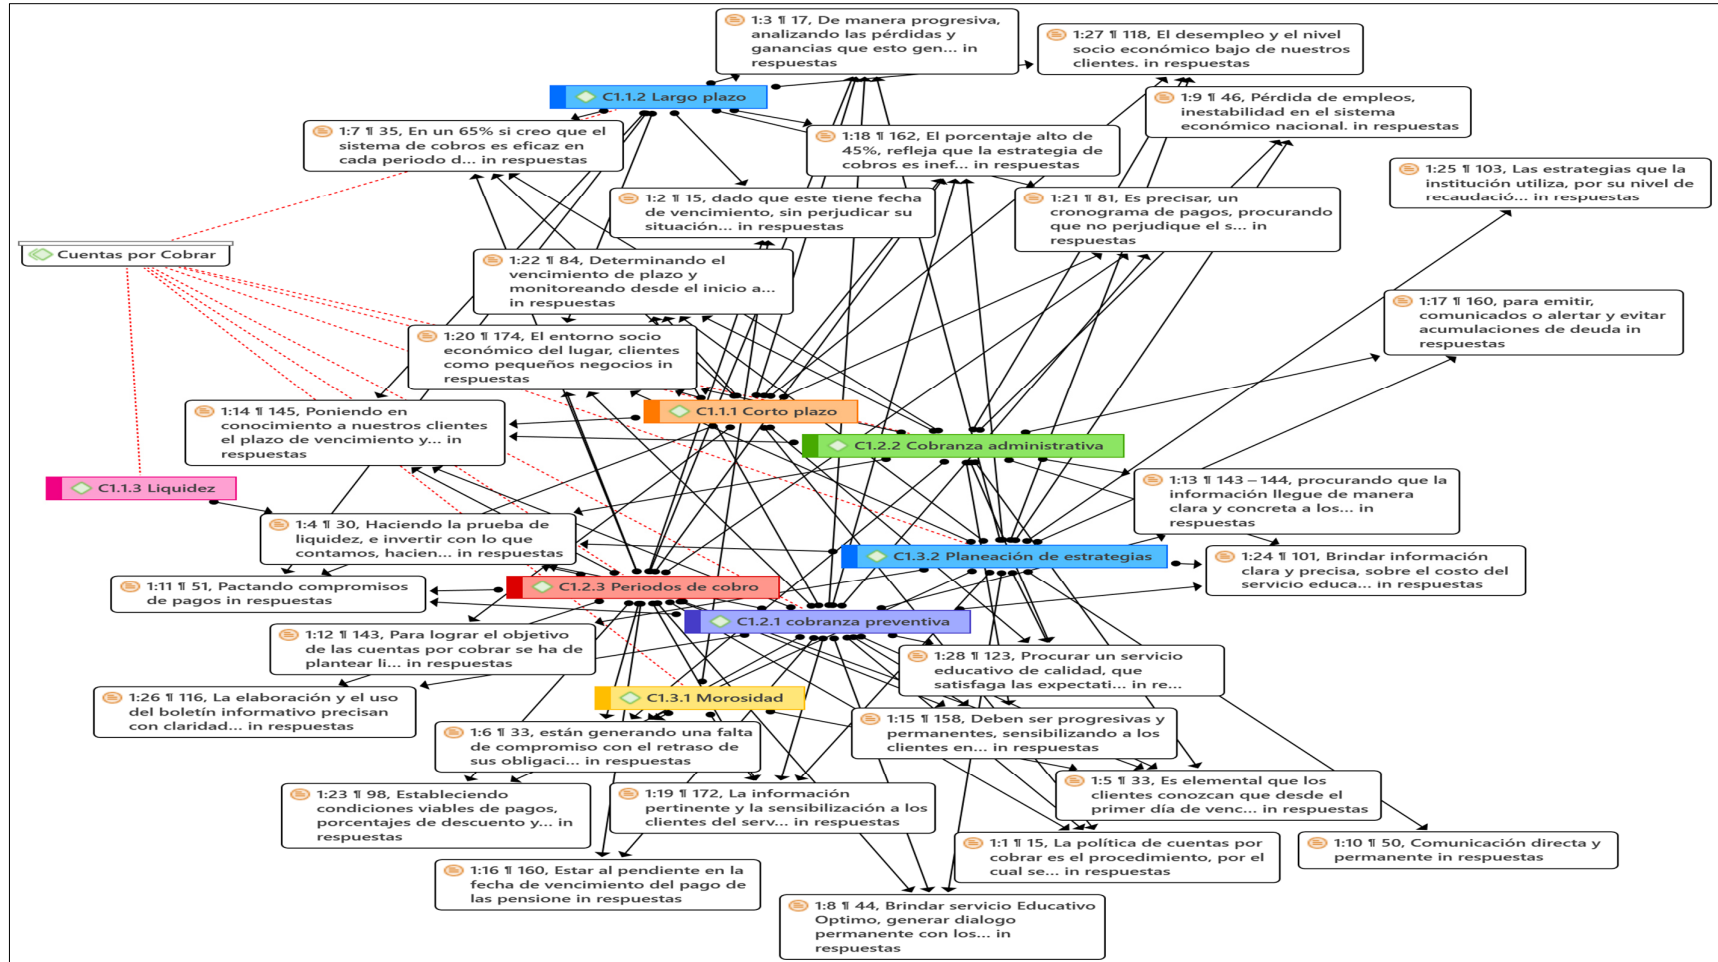 1:3 ¶ 17, De manera progresiva,
analizando las pérdidas y
ganancias que esto gen... in
respuestas
1:27 ¶ 118, El desempleo y el nivel
socio económico bajo de nuestros
clientes. in respuestas
C1.1.2 Largo plazo
1:9 ¶ 46, Pérdida de empleos,
inestabilidad en el sistema
económico nacional. in respuestas
1:7 ¶ 35, En un 65% si creo que el
sistema de cobros es eficaz en
cada periodo d... in respuestas
1:18 ¶ 162, El porcentaje alto de
45%, refleja que la estrategia de
cobros es inef... in respuestas
1:25 ¶ 103, Las estrategias que la
institución utiliza, por su nivel de
recaudació... in respuestas
1:2 ¶ 15, dado que este tiene fecha
de vencimiento, sin perjudicar su
situación... in respuestas
1:21 ¶ 81, Es precisar, un
cronograma de pagos, procurando
que no perjudique el s... in
respuestas
Cuentas por Cobrar
1:22 ¶ 84, Determinando el
vencimiento de plazo y
monitoreando desde el inicio a...
in respuestas
1:17 ¶ 160, para emitir,
comunicados o alertar y evitar
acumulaciones de deuda in
respuestas
1:20 ¶ 174, El entorno socio
económico del lugar, clientes
como pequeños negocios in
respuestas
1:14 ¶ 145, Poniendo en
conocimiento a nuestros clientes
el plazo de vencimiento y... in
respuestas
C1.1.1 Corto plazo
C1.2.2 Cobranza administrativa
C1.1.3 Liquidez
1:13 ¶ 143 – 144, procurando que la
información llegue de manera
clara y concreta a los... in
respuestas
1:4 ¶ 30, Haciendo la prueba de
liquidez, e invertir con lo que
contamos, hacien... in respuestas
C1.3.2 Planeación de estrategias
1:24 ¶ 101, Brindar información
clara y precisa, sobre el costo del
servicio educa... in respuestas
1:11 ¶ 51, Pactando compromisos
de pagos in respuestas
C1.2.3 Periodos de cobro
C1.2.1 cobranza preventiva
1:12 ¶ 143, Para lograr el objetivo
de las cuentas por cobrar se ha de
plantear li... in respuestas
1:28 ¶ 123, Procurar un servicio
educativo de calidad, que
satisfaga las expectati... in re...
1:26 ¶ 116, La elaboración y el uso
del boletín informativo precisan
con claridad... in respuestas
C1.3.1 Morosidad
1:15 ¶ 158, Deben ser progresivas y
permanentes, sensibilizando a los
clientes en... in respuestas
1:6 ¶ 33, están generando una falta
de compromiso con el retraso de
sus obligaci... in respuestas
1:5 ¶ 33, Es elemental que los
clientes conozcan que desde el
primer día de venc... in respuestas
1:23 ¶ 98, Estableciendo
condiciones viables de pagos,
porcentajes de descuento y... in
respuestas
1:19 ¶ 172, La información
pertinente y la sensibilización a los
clientes del serv... in respuestas
1:1 ¶ 15, La política de cuentas por
cobrar es el procedimiento, por el
cual se... in respuestas
1:10 ¶ 50, Comunicación directa y
permanente in respuestas
1:16 ¶ 160, Estar al pendiente en la
fecha de vencimiento del pago de
las pensione in respuestas
1:8 ¶ 44, Brindar servicio Educativo
Optimo, generar dialogo
permanente con los... in
respuestas